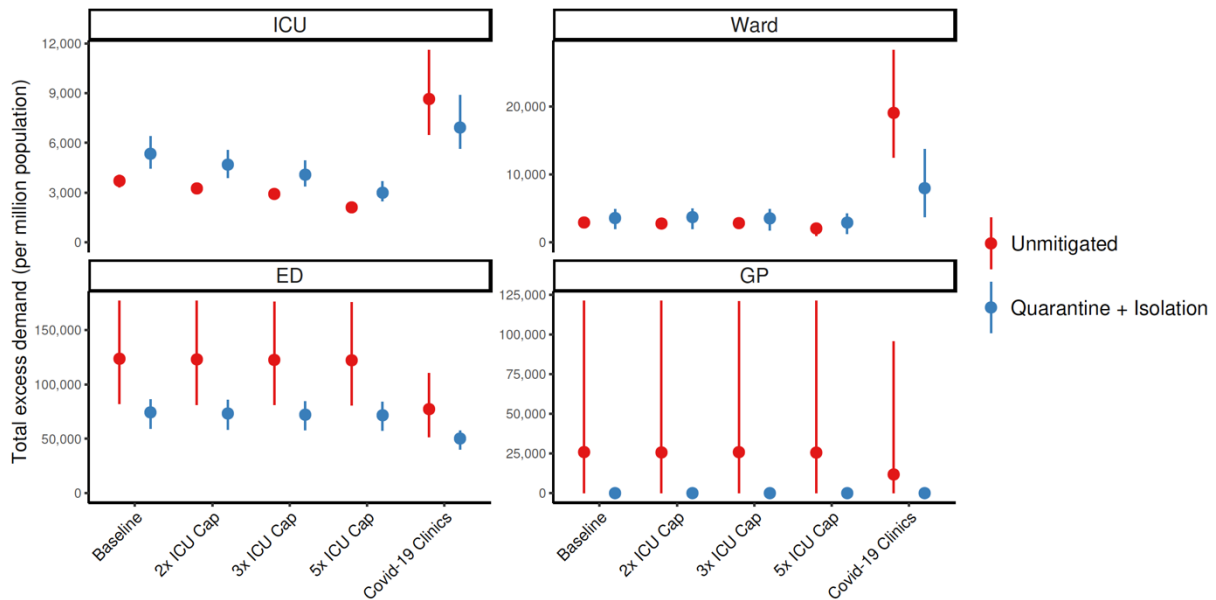 ICU
Ward
12,000
9,000
6,000
3,000
0
20,000
10,000
0
Total excess demand (per million population)
ED
GP
150,000
100,000
50,000
0
125,000
100,000
75,000
50,000
25,000
0
Baseline
2x ICU Cap
3x ICU Cap
5x ICU Cap
Covid-19 Clinics
Baseline
2x ICU Cap
3x ICU Cap
5x ICU Cap
Covid-19 Clinics
Unmitigated
Quarantine + Isolation